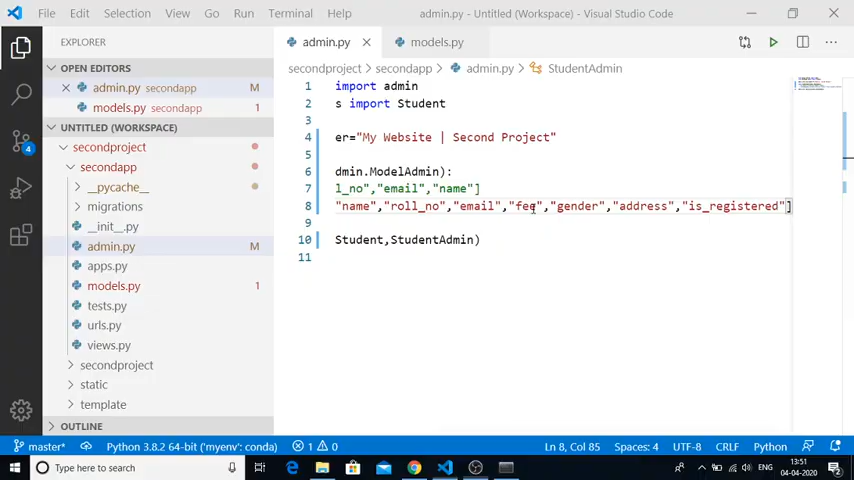 File Edit Selection View Go Run Terminal Help admin.py - Untitled (Workspace) - Visual Studio Code
EXPLORER
OPEN EDITORS
admin.py secondapp M
models.py secondapp 1
UNTITLED (WORKSPACE)
secondproject
secondapp
__pycache__
migrations
__init__.py
admin.py M
apps.py
models.py 1
tests.py
urls.py
views.py
secondproject
static
template
OUTLINE
4
admin.py models.py
secondproject > secondapp > admin.py > StudentAdmin
1 import admin
2 s import Student
3
4 er="My Website | Second Project"
5
6 dmin.ModelAdmin):
7 l_no","email","name"]
8 "name","roll_no","email","fee","gender","address","is_registered"]
9
10 Student,StudentAdmin)
11
master* Python 3.8.2 64-bit ('myenv': conda) 1 0 Ln 8, Col 85 Spaces: 4 UTF-8 CRLF Python
Type here to search ENG 13:51
04-04-2020